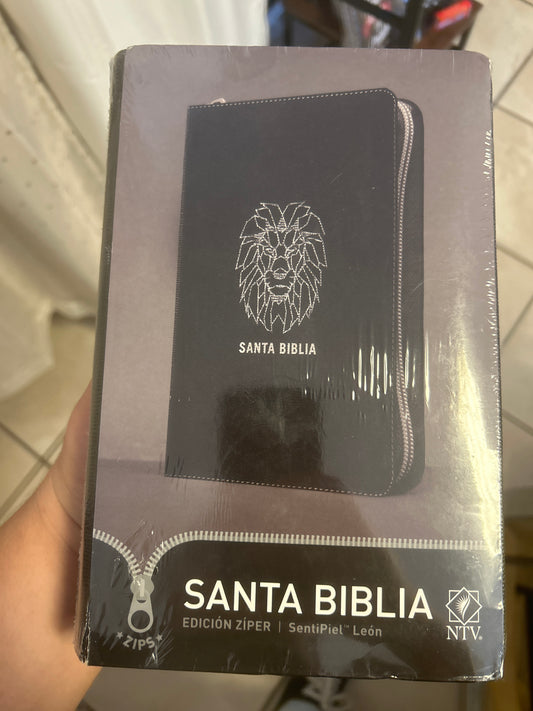 SANTA BIBLIA
SANTA BIBLIA
EDICIÓN ZÍPER | SentiPiel™ León
NTV®
★ZIPS★